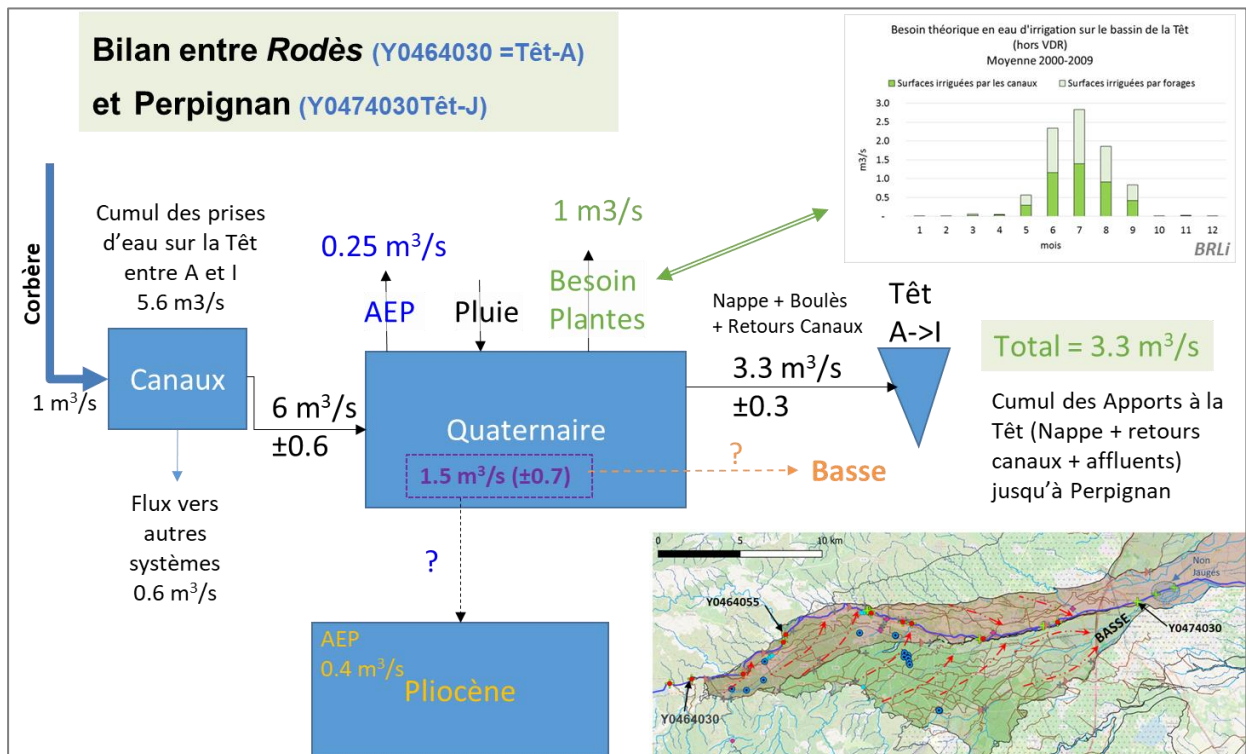 Bilan entre Rodès (Y0464030 =Têt-A)
et Perpignan (Y0474030Têt-J)
Besoin théorique en eau d'irrigation sur le bassin de la Têt
(hors VDR)
Moyenne 2000-2009
Surfaces irriguées par les canaux
Surfaces irriguées par forages
3.0
2.5
2.0
1.5
1.0
0.5
-
m3/s
1 2 3 4 5 6 7 8 9 10 11 12
mois
BRLi
Corbère
1 m³/s
Cumul des prises
d'eau sur la Têt
entre A et I
5.6 m3/s
Canaux
Flux vers
autres
systèmes
0.6 m³/s
6 m³/s
±0.6
0.25 m³/s
AEP
Pluie
1 m3/s
Besoin
Plantes
Quaternaire
1.5 m³/s (±0.7)
?
Basse
?
AEP
0.4 m³/s
Pliocène
Nappe + Boulès
+ Retours Canaux
3.3 m³/s
±0.3
Têt
A->I
Total = 3.3 m³/s
Cumul des Apports à la
Têt (Nappe + retours
canaux + affluents)
jusqu'à Perpignan
0 5 10 km
Y0464055
Y0464030
BASSE
Y0474030
Non
Jaugés